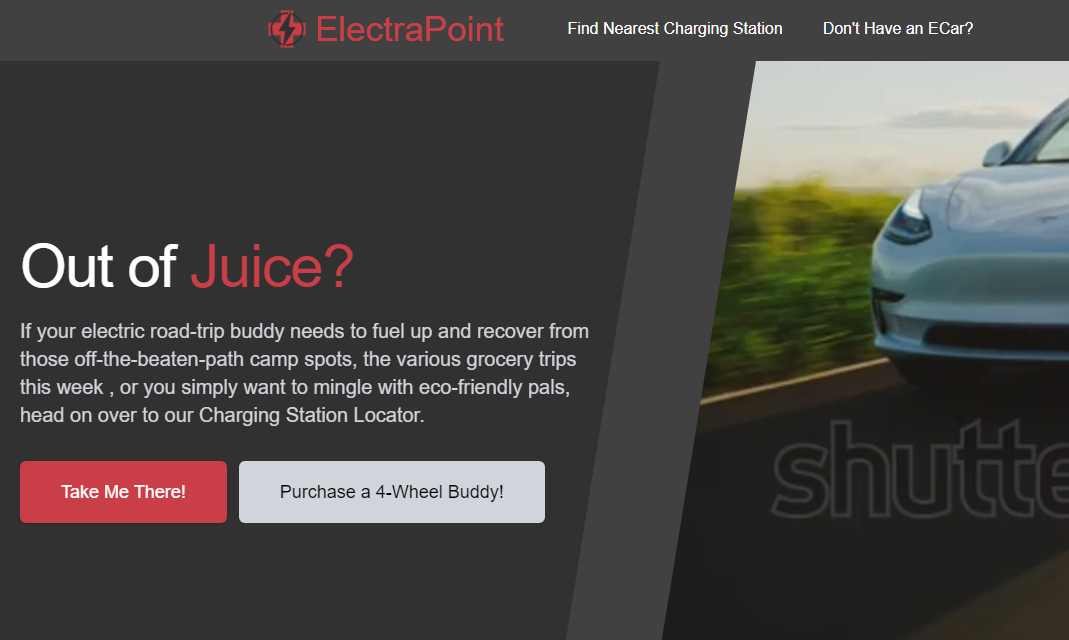 ElectraPoint
Find Nearest Charging Station
Don't Have an ECar?
Out of Juice?
If your electric road-trip buddy needs to fuel up and recover from
those off-the-beaten-path camp spots, the various grocery trips
this week , or you simply want to mingle with eco-friendly pals,
head on over to our Charging Station Locator.
Take Me There!
Purchase a 4-Wheel Buddy!
shutte